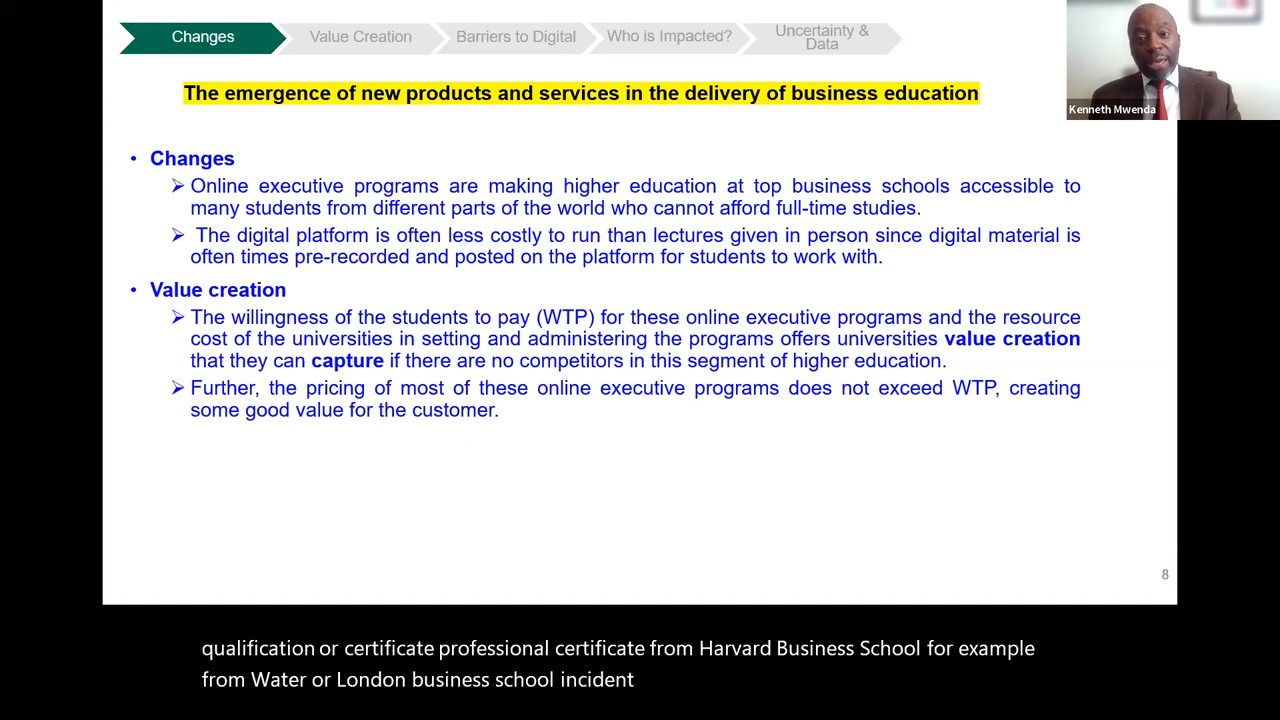 Changes
Value Creation
Barriers to Digital
Who is Impacted?
Uncertainty &
Data
Kenneth Mwenda
The emergence of new products and services in the delivery of business education
• Changes
➢ Online executive programs are making higher education at top business schools accessible to
many students from different parts of the world who cannot afford full-time studies.
➢ The digital platform is often less costly to run than lectures given in person since digital material is
often times pre-recorded and posted on the platform for students to work with.
• Value creation
➢ The willingness of the students to pay (WTP) for these online executive programs and the resource
cost of the universities in setting and administering the programs offers universities value creation
that they can capture if there are no competitors in this segment of higher education.
➢ Further, the pricing of most of these online executive programs does not exceed WTP, creating
some good value for the customer.
8
qualification or certificate professional certificate from Harvard Business School for example
from Water or London business school incident